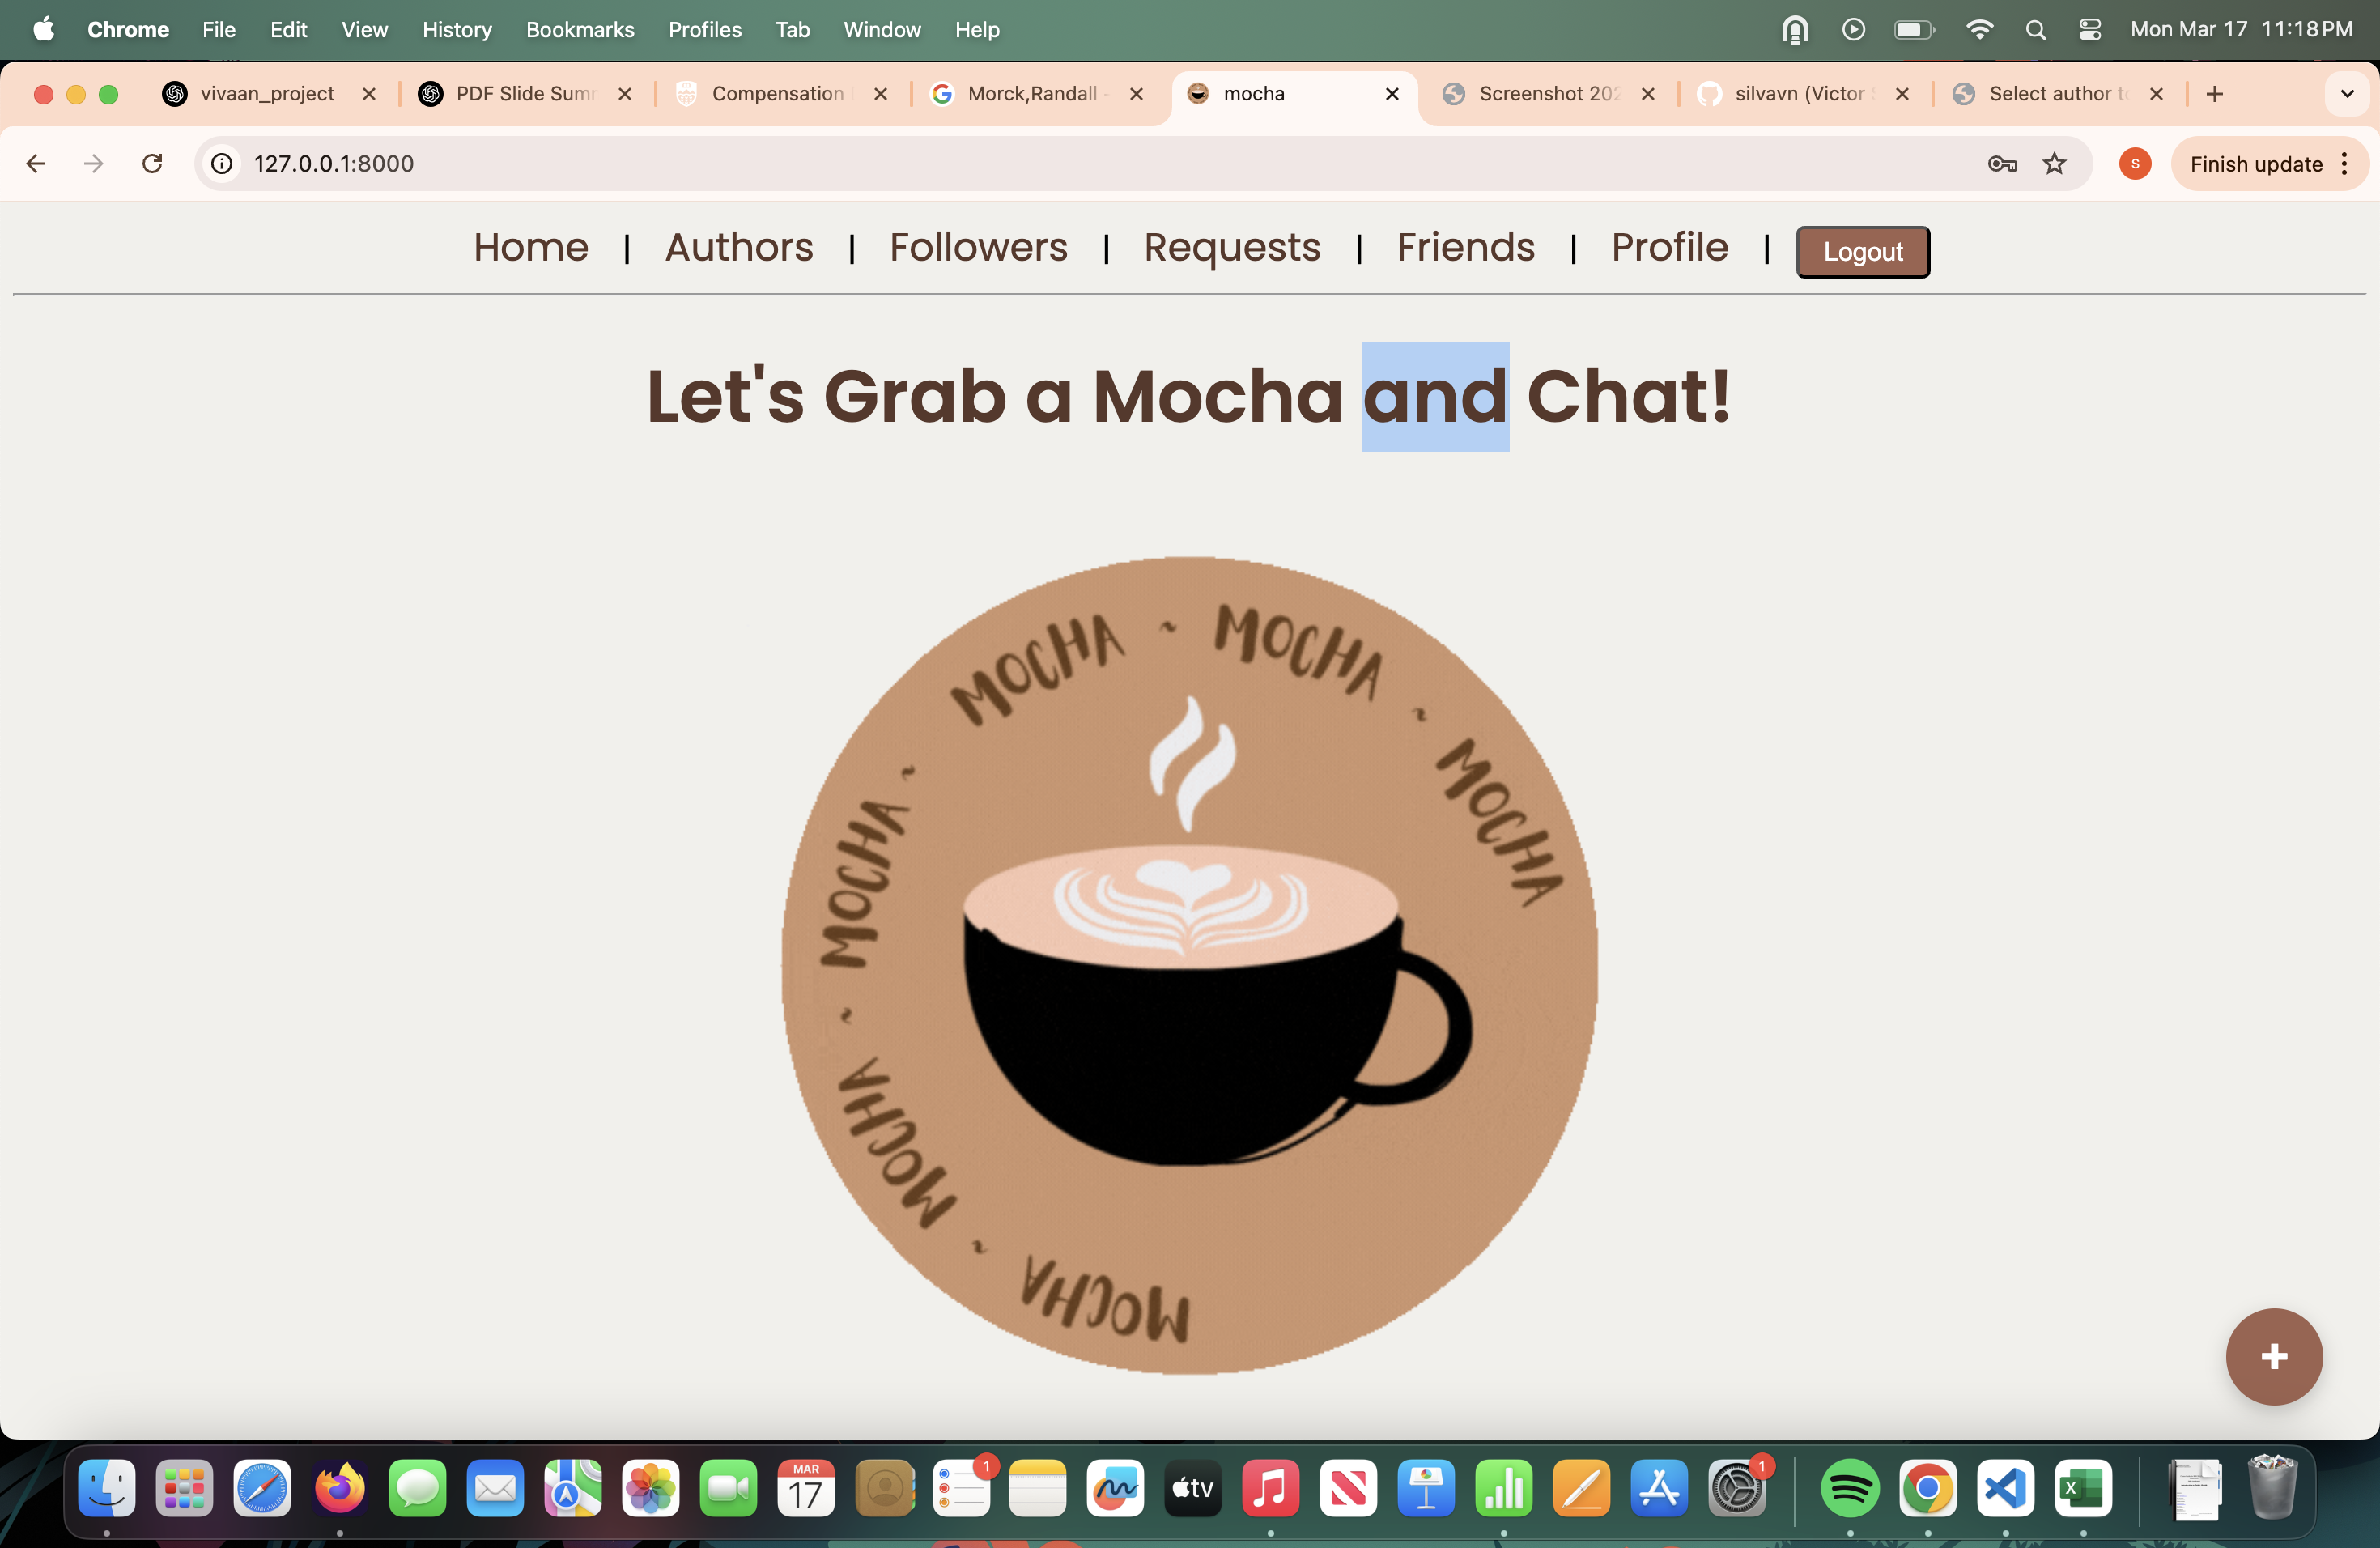 Chrome File Edit View History Bookmarks Profiles Tab Window Help Mon Mar 17 11:18 PM
vivaan_project PDF Slide Sum Compensation Morck,Randall - mocha Screenshot 202 silvavn (Victor Select author t
127.0.0.1:8000 S Finish update
Home | Authors | Followers | Requests | Friends | Profile | Logout
Let's Grab a Mocha and Chat!
MOCHA ~ MOCHA ~ MOCHA ~ MOCHA ~ MOCHA ~ MOCHA
+
MAR
17
1
tv
1
X